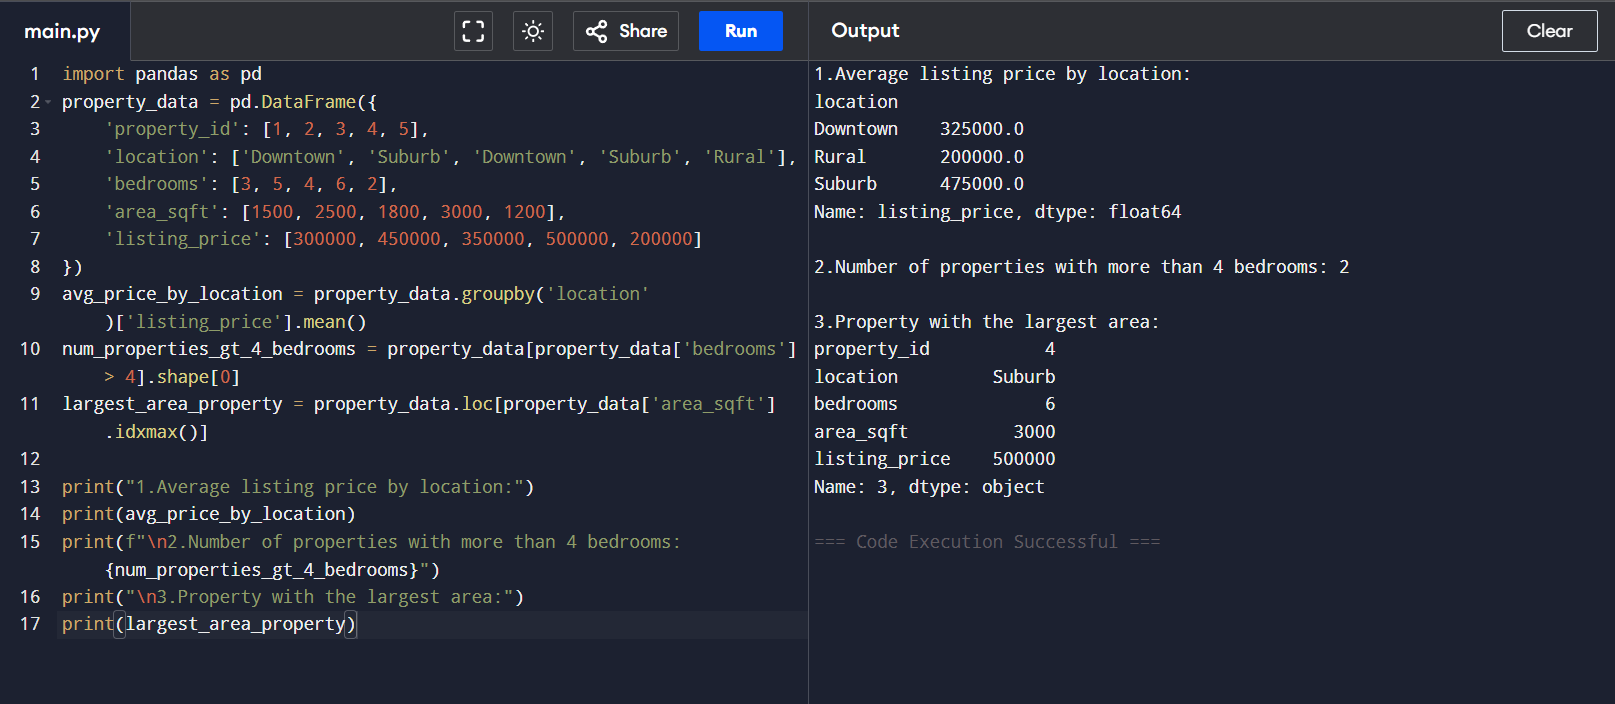 main.py
Share
Run
Output
Clear
1 import pandas as pd
2 property_data = pd.DataFrame({
3     'property_id': [1, 2, 3, 4, 5],
4     'location': ['Downtown', 'Suburb', 'Downtown', 'Suburb', 'Rural'],
5     'bedrooms': [3, 5, 4, 6, 2],
6     'area_sqft': [1500, 2500, 1800, 3000, 1200],
7     'listing_price': [300000, 450000, 350000, 500000, 200000]
8 })
9 avg_price_by_location = property_data.groupby('location'
    )['listing_price'].mean()
10 num_properties_gt_4_bedrooms = property_data[property_data['bedrooms']
    > 4].shape[0]
11 largest_area_property = property_data.loc[property_data['area_sqft']
    .idxmax()]
12
13 print("1.Average listing price by location:")
14 print(avg_price_by_location)
15 print(f"\n2.Number of properties with more than 4 bedrooms:
    {num_properties_gt_4_bedrooms}")
16 print("\n3.Property with the largest area:")
17 print(largest_area_property)
1.Average listing price by location:
location
Downtown    325000.0
Rural       200000.0
Suburb      475000.0
Name: listing_price, dtype: float64

2.Number of properties with more than 4 bedrooms: 2

3.Property with the largest area:
property_id           4
location         Suburb
bedrooms              6
area_sqft          3000
listing_price    500000
Name: 3, dtype: object

=== Code Execution Successful ===